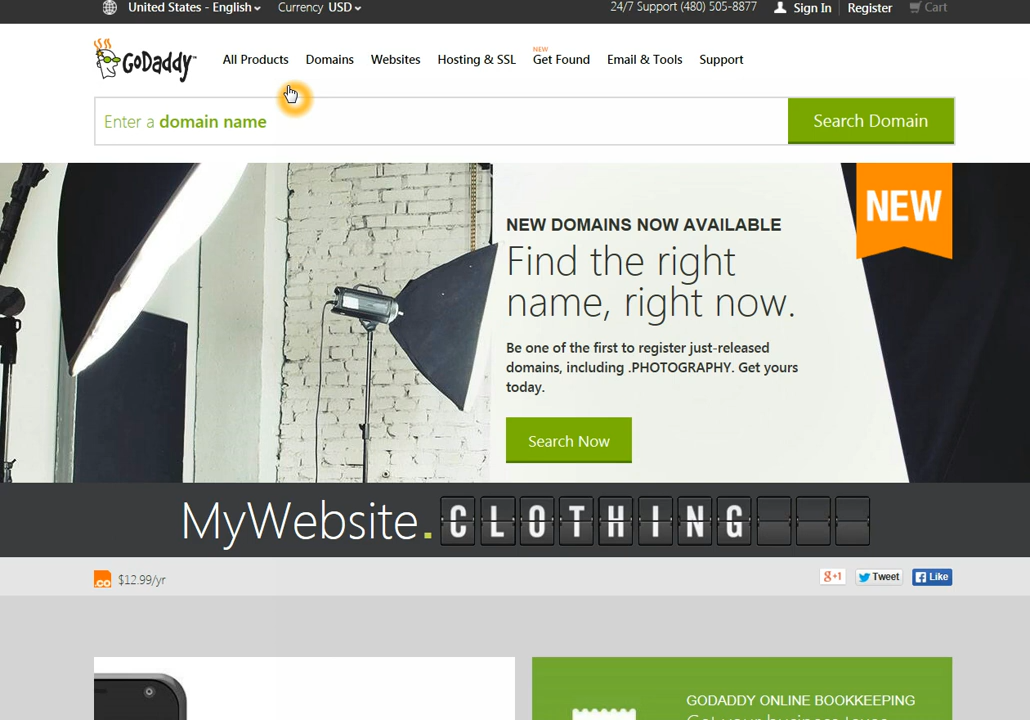 United States - English
Currency USD
24/7 Support (480) 505-8877
Sign In
Register
Cart
GoDaddy™
All Products
Domains
Websites
Hosting & SSL
NEW
Get Found
Email & Tools
Support
Enter a domain name
Search Domain
NEW
NEW DOMAINS NOW AVAILABLE
Find the right
name, right now.
Be one of the first to register just-released
domains, including .PHOTOGRAPHY. Get yours
today.
Search Now
MyWebsite.CLOTHING
.co $12.99/yr
g+1
Tweet
Like
GODADDY ONLINE BOOKKEEPING